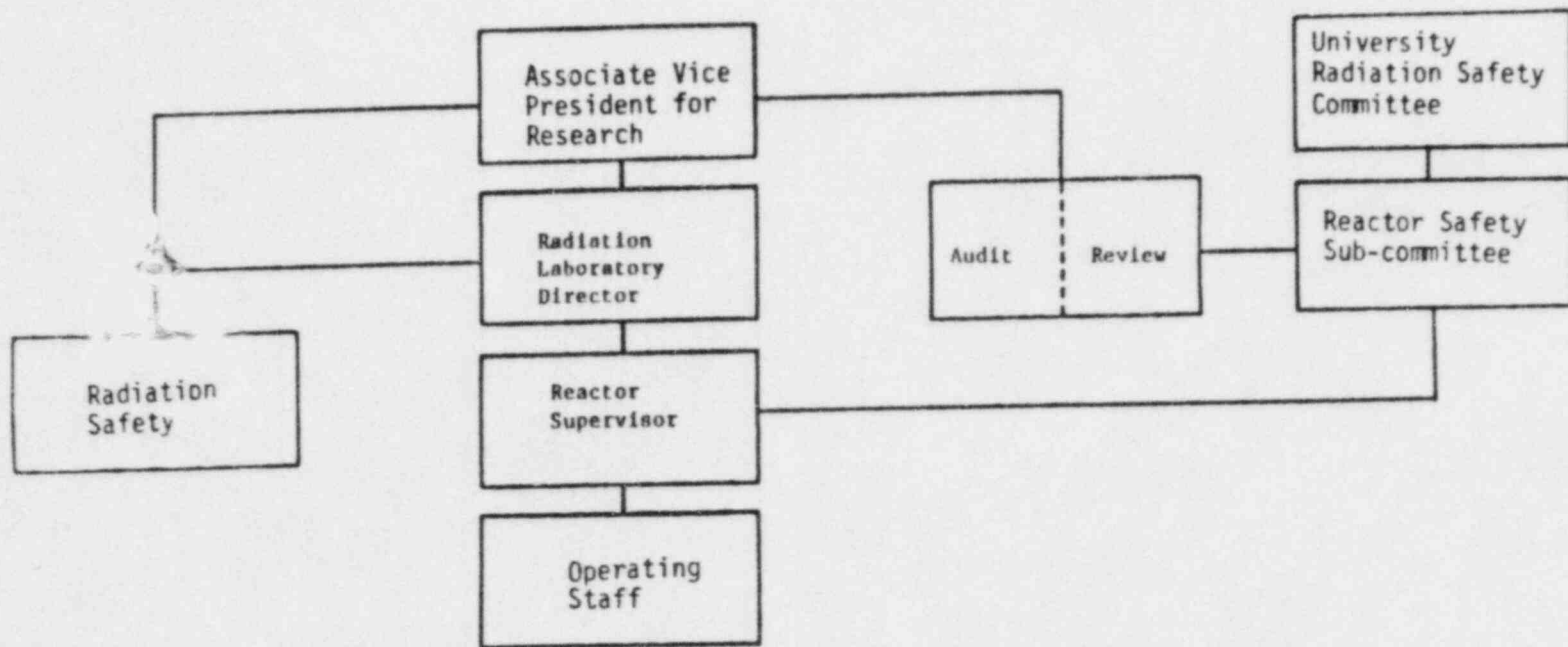 Associate Vice
President for
Research
University
Radiation Safety
Committee
Radiation
Laboratory
Director
Audit
Review
Reactor Safety
Sub-committee
Radiation
Safety
Reactor
Supervisor
Operating
Staff